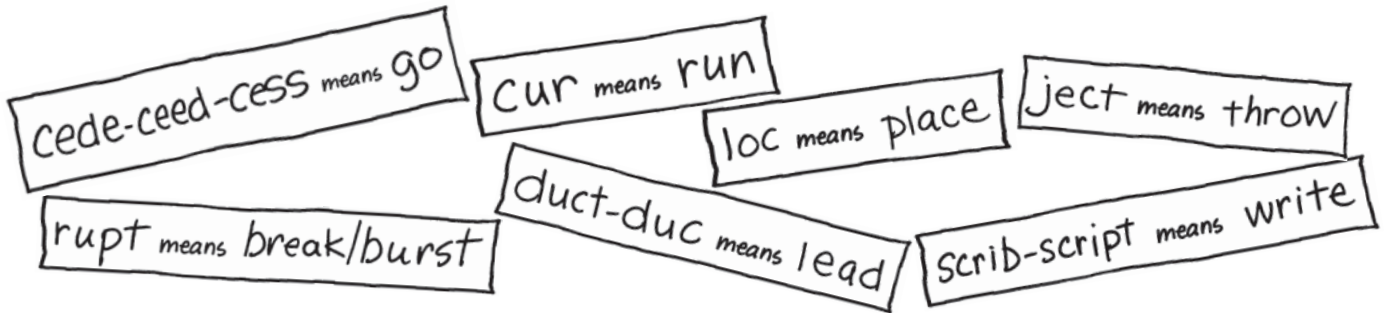 cede-ceed-cess means go
cur means run
loc means place
ject means throw
rupt means break/burst
duct-duc means lead
scrib-script means write